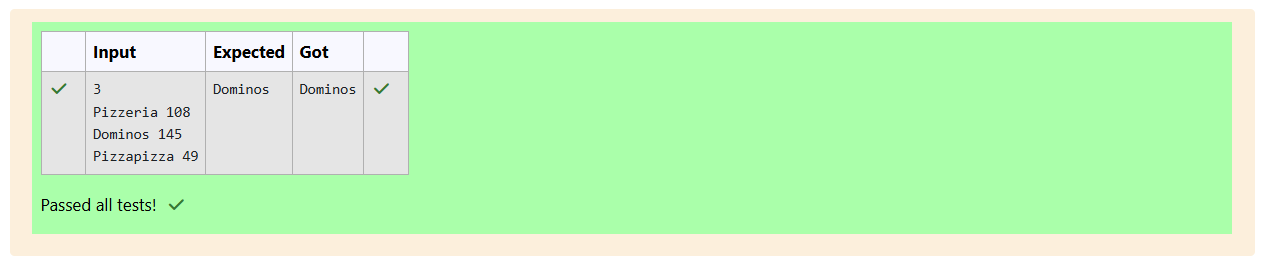 Input Expected Got
3 Dominos Dominos
Pizzeria 108
Dominos 145
Pizzapizza 49
Passed all tests!